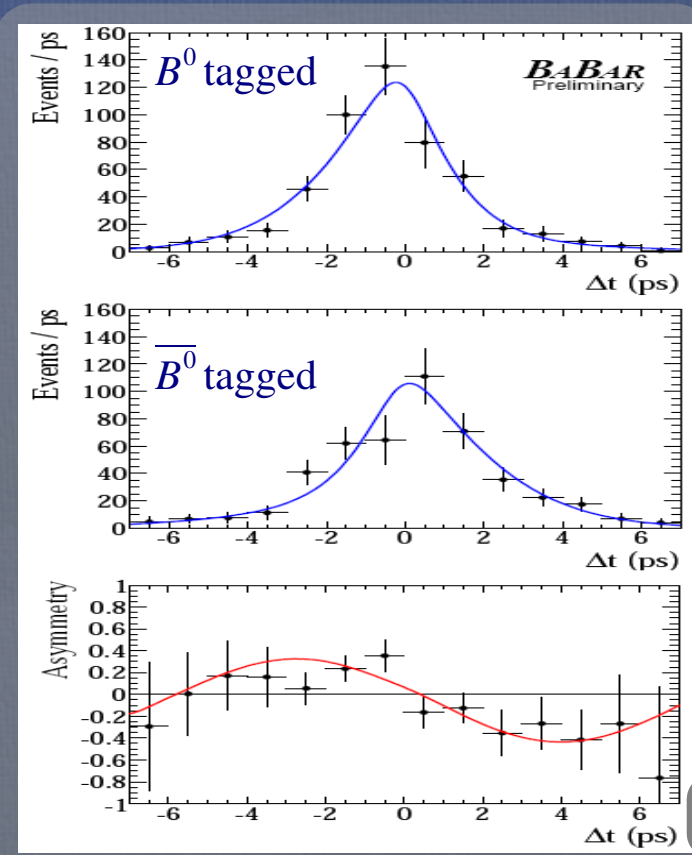 160
140
120
100
80
60
40
20
0
Events / ps
B⁰ tagged
BABAR
Preliminary
-6 -4 -2 0 2 4 6
Δt (ps)
160
140
120
100
80
60
40
20
0
Events / ps
B̅⁰ tagged
-6 -4 -2 0 2 4 6
Δt (ps)
1
0.8
0.6
0.4
0.2
0
-0.2
-0.4
-0.6
-0.8
-1
Asymmetry
-6 -4 -2 0 2 4 6
Δt (ps)